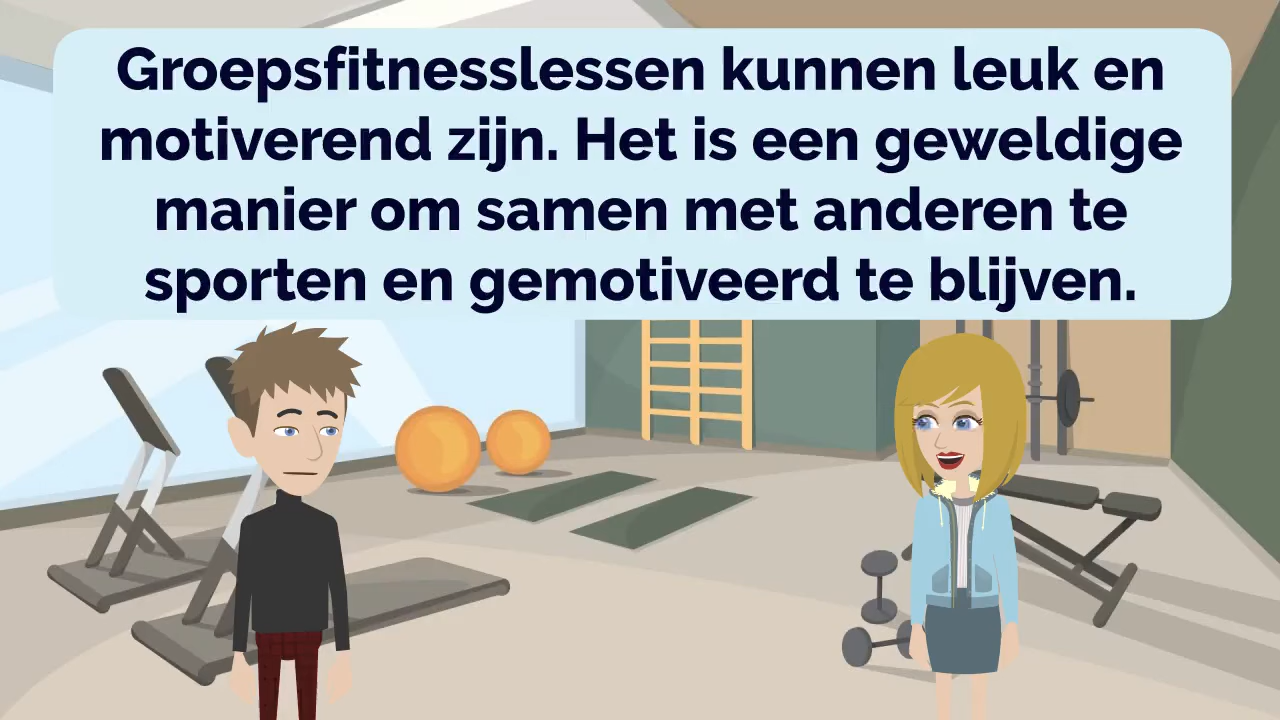 Groepsfitnesslessen kunnen leuk en
motiverend zijn. Het is een geweldige
manier om samen met anderen te
sporten en gemotiveerd te blijven.